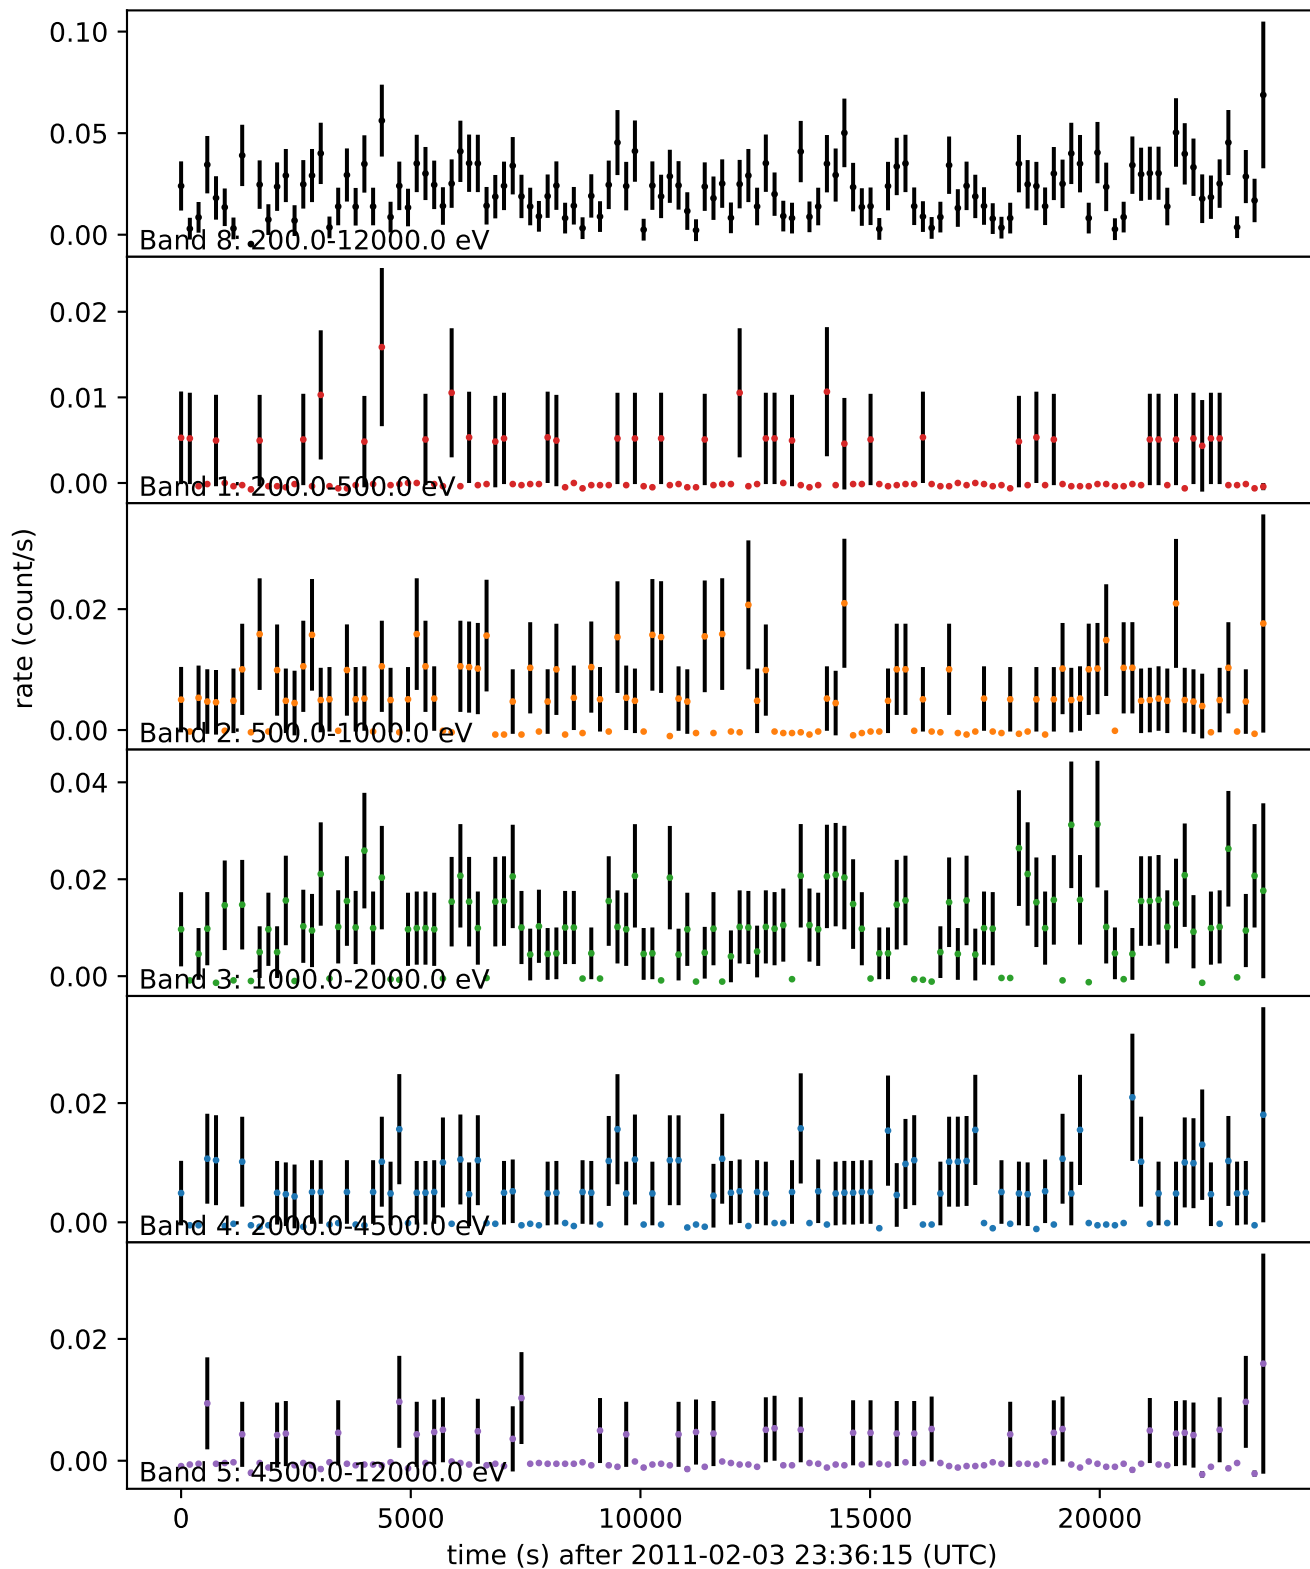 0.10
0.05
0.00
Band 8: 200.0-12000.0 eV
0.02
0.01
0.00
Band 1: 200.0-500.0 eV
0.02
0.00
Band 2: 500.0-1000.0 eV
rate (count/s)
0.04
0.02
0.00
Band 3: 1000.0-2000.0 eV
0.02
0.00
Band 4: 2000.0-4500.0 eV
0.02
0.00
Band 5: 4500.0-12000.0 eV
0 5000 10000 15000 20000
time (s) after 2011-02-03 23:36:15 (UTC)